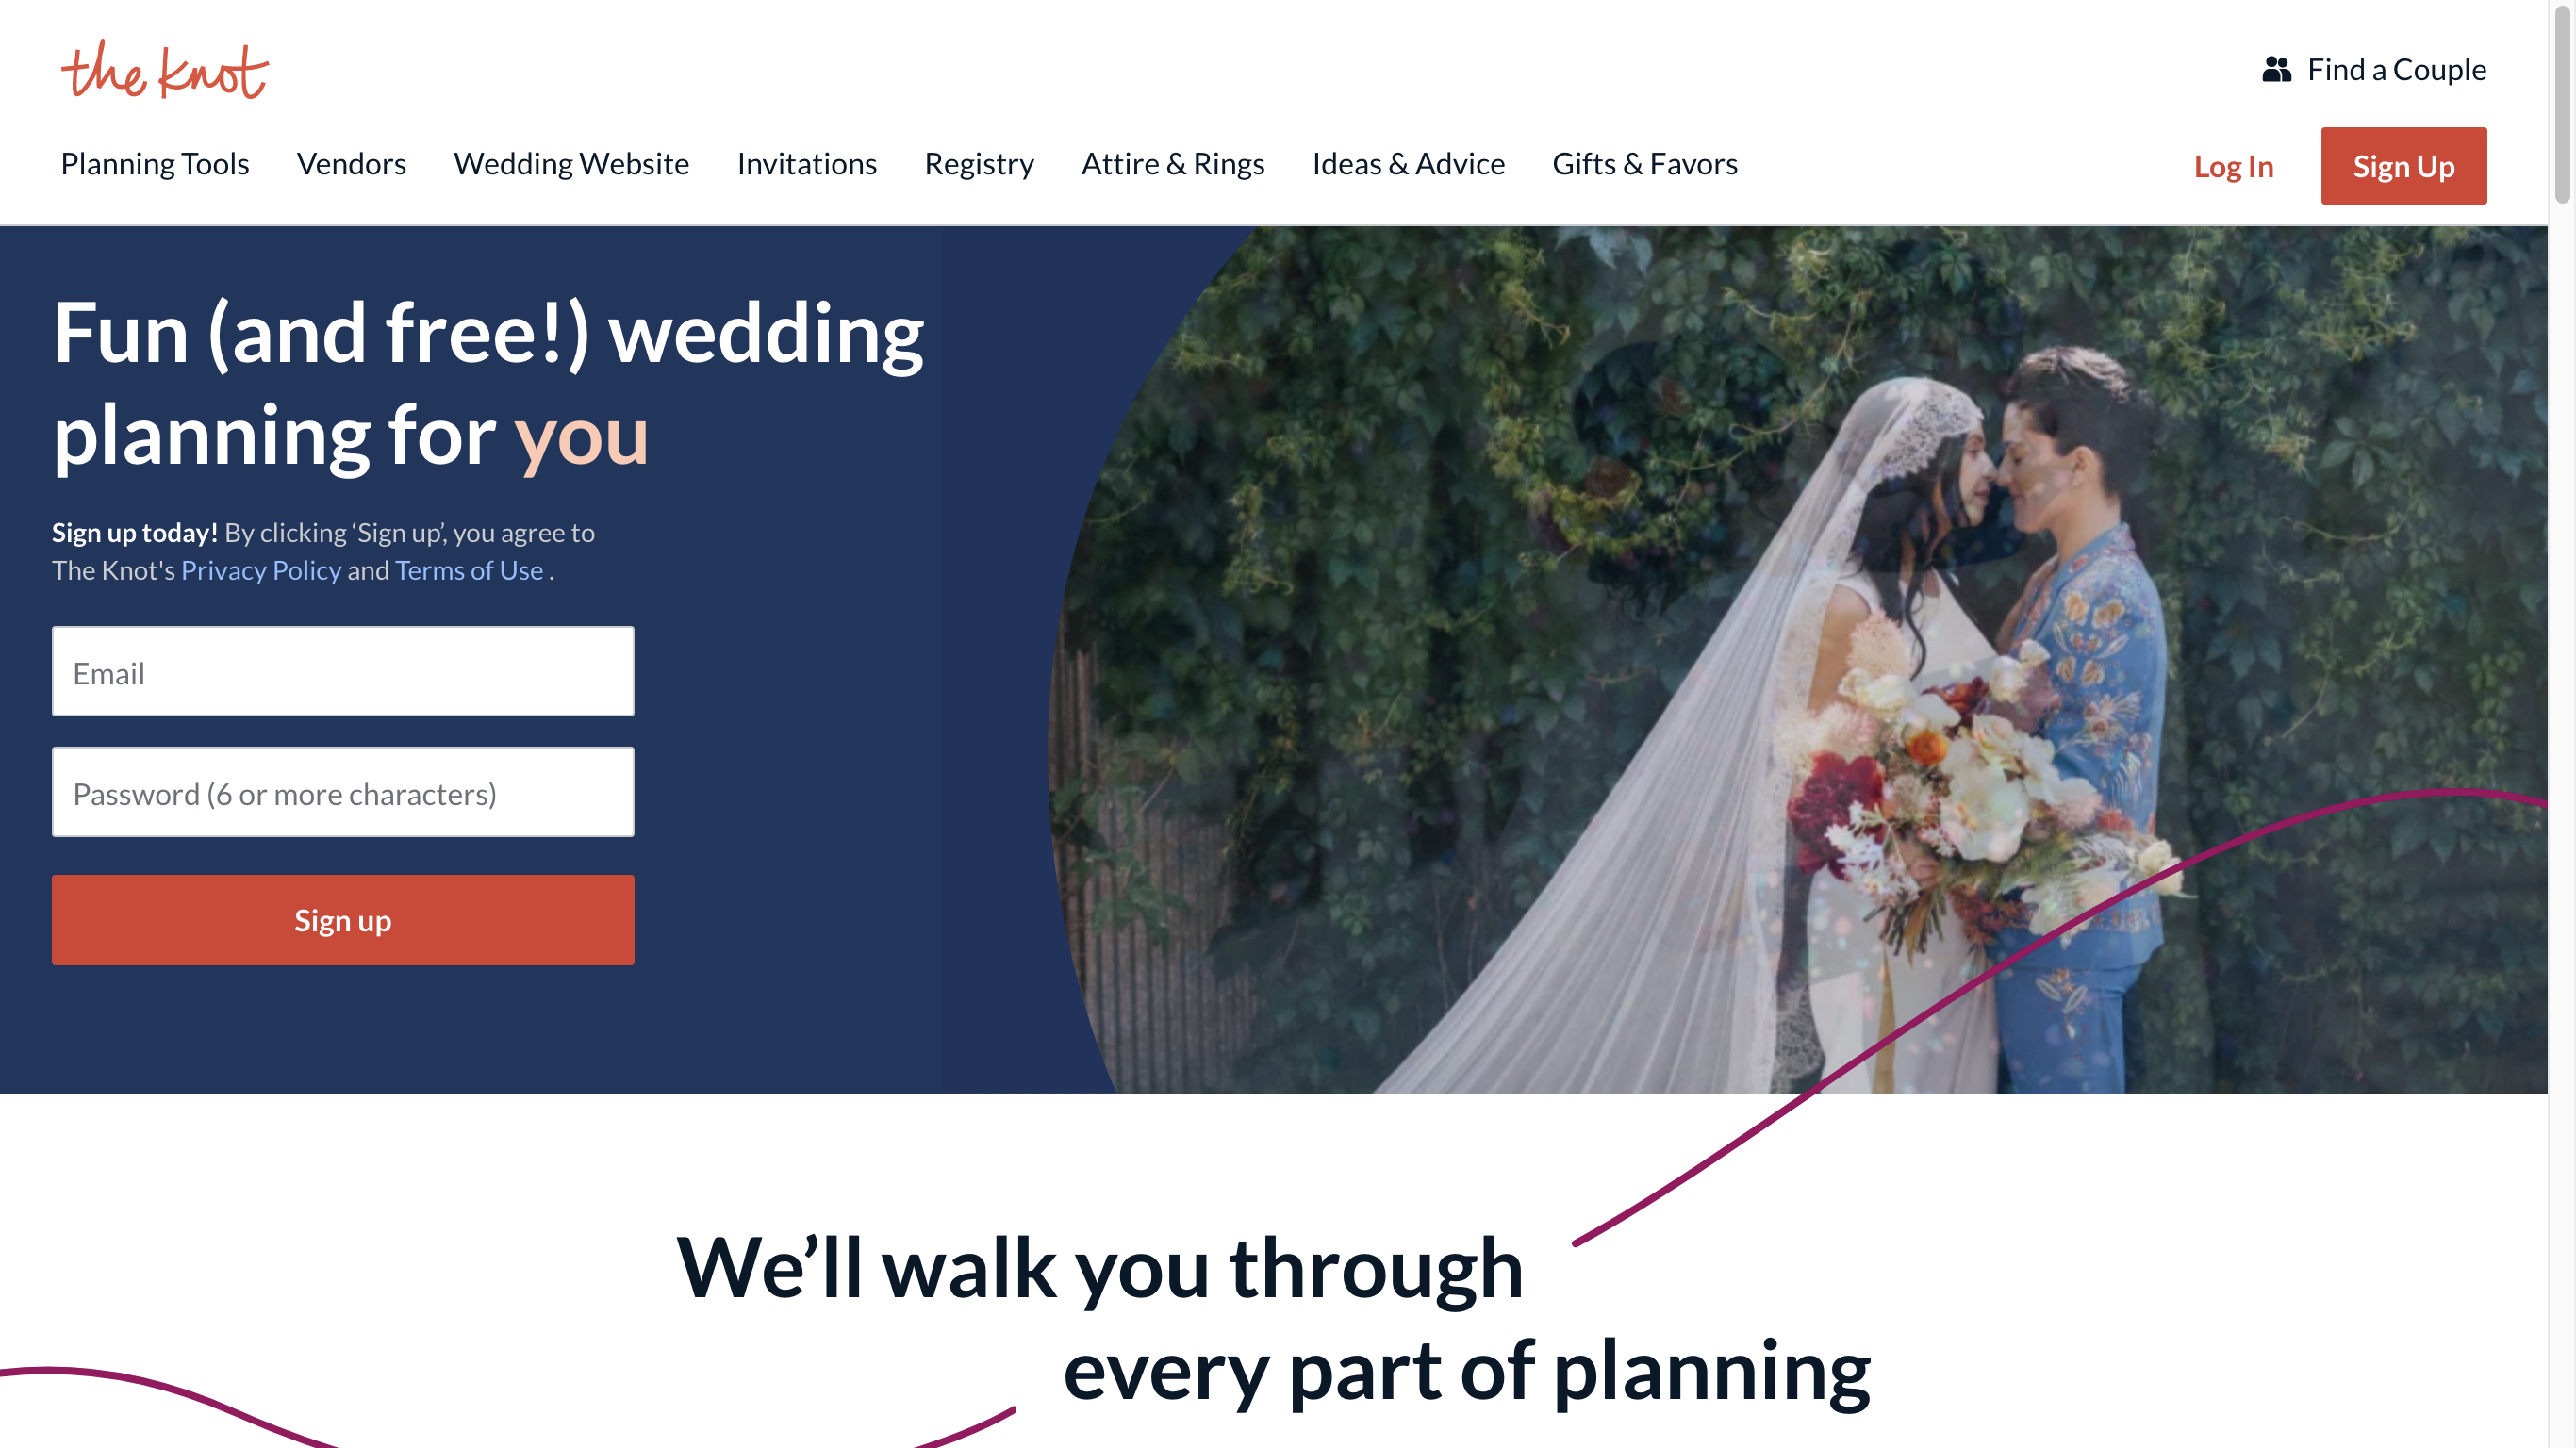 the knot
Find a Couple
Planning Tools Vendors Wedding Website Invitations Registry Attire & Rings Ideas & Advice Gifts & Favors Log In Sign Up
Fun (and free!) wedding
planning for you
Sign up today! By clicking ‘Sign up’, you agree to
The Knot's Privacy Policy and Terms of Use .
Email
Password (6 or more characters)
Sign up
We’ll walk you through
every part of planning